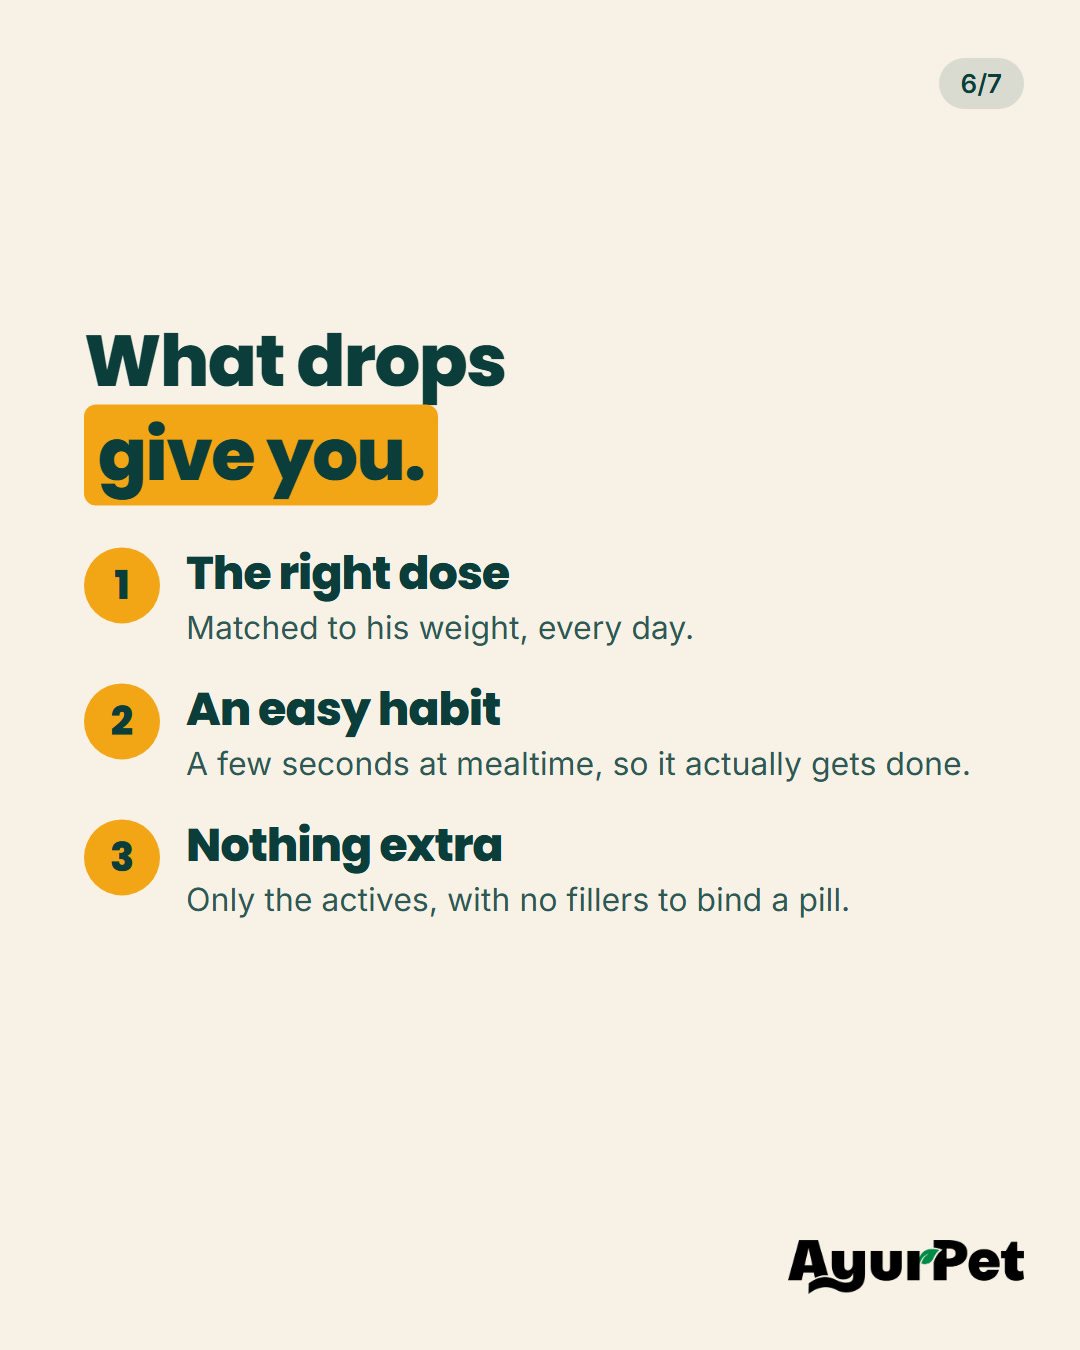 6/7
What drops
give you.
1
The right dose
Matched to his weight, every day.
2
An easy habit
A few seconds at mealtime, so it actually gets done.
3
Nothing extra
Only the actives, with no fillers to bind a pill.
AyurPet